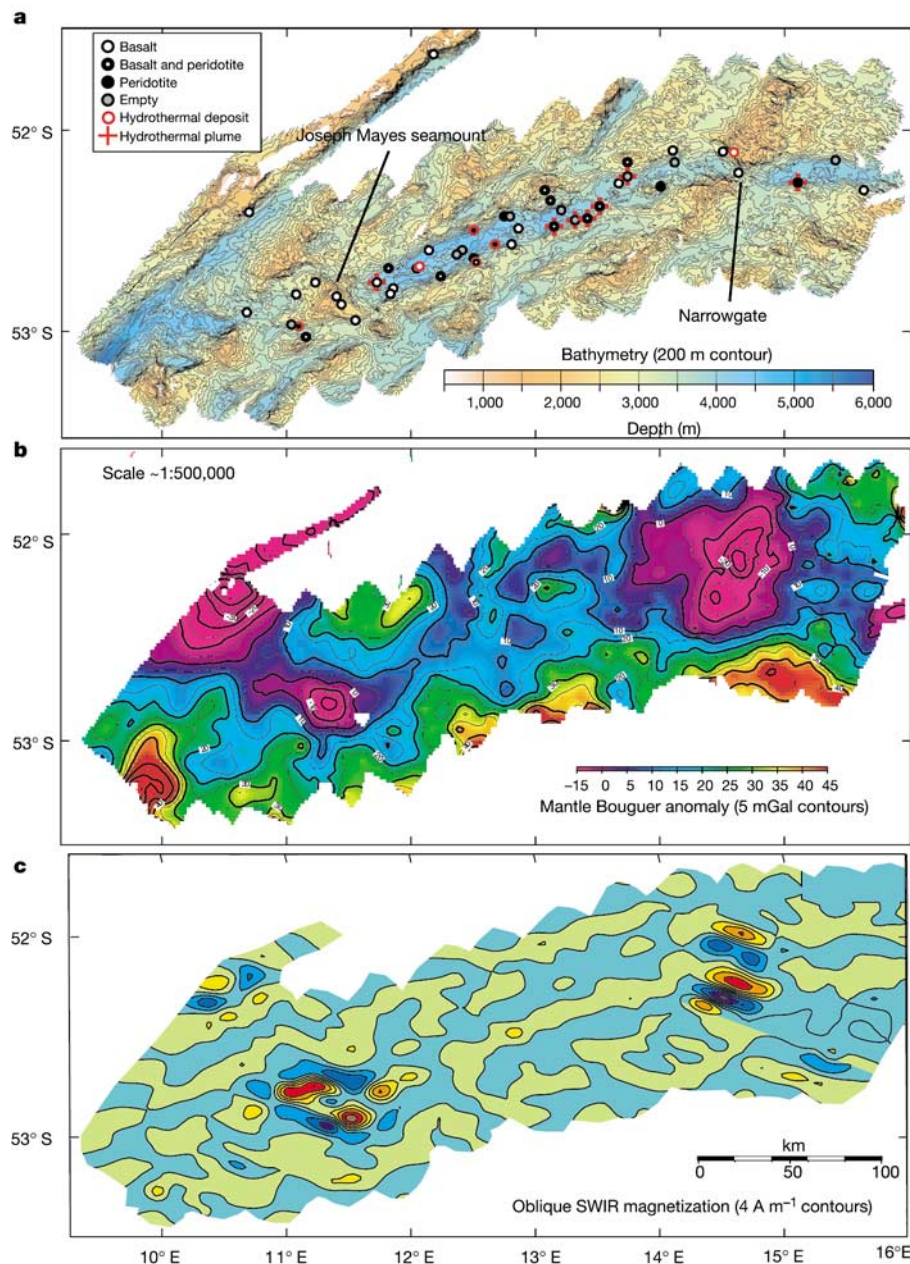 a
Basalt
Basalt and peridotite
Peridotite
Empty
Hydrothermal deposit
Hydrothermal plume
52° S
Joseph Mayes seamount
53° S
Narrowgate
Bathymetry (200 m contour)
1,000 2,000 3,000 4,000 5,000 6,000
Depth (m)
b
Scale ~1:500,000
52° S
53° S
–15 0 5 10 15 20 25 30 35 45
Mantle Bouguer anomaly (5 mGal contours)
c
52° S
53° S
km
0 50 100
Oblique SWIR magnetization (4 A m–1 contours)
10° E 11° E 12° E 13° E 14° E 15° E 16° E